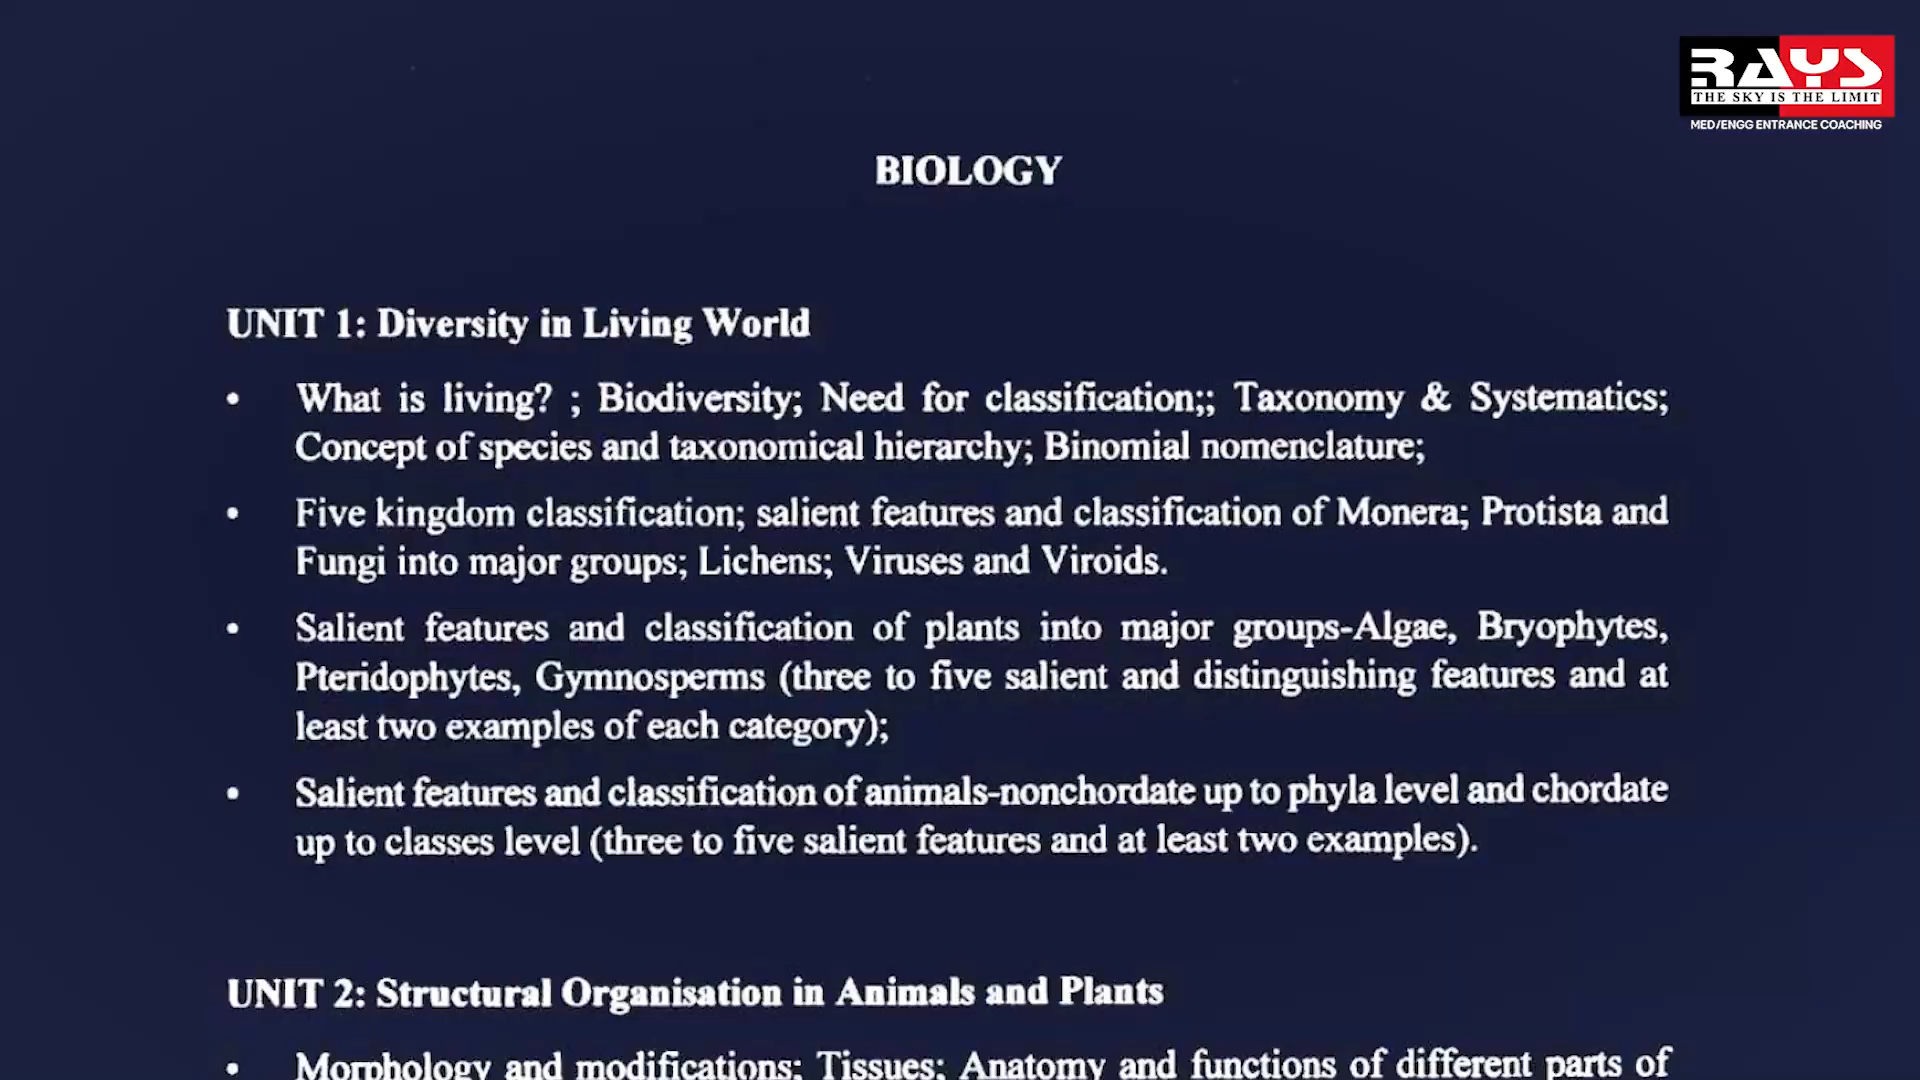 RAYS
THE SKY IS THE LIMIT
MED/ENGG ENTRANCE COACHING
BIOLOGY
UNIT 1: Diversity in Living World
• What is living? ; Biodiversity; Need for classification;; Taxonomy & Systematics;
Concept of species and taxonomical hierarchy; Binomial nomenclature;
• Five kingdom classification; salient features and classification of Monera; Protista and
Fungi into major groups; Lichens; Viruses and Viroids.
• Salient features and classification of plants into major groups-Algae, Bryophytes,
Pteridophytes, Gymnosperms (three to five salient and distinguishing features and at
least two examples of each category);
• Salient features and classification of animals-nonchordate up to phyla level and chordate
up to classes level (three to five salient features and at least two examples).
UNIT 2: Structural Organisation in Animals and Plants
• Morphology and modifications; Tissues; Anatomy and functions of different parts of